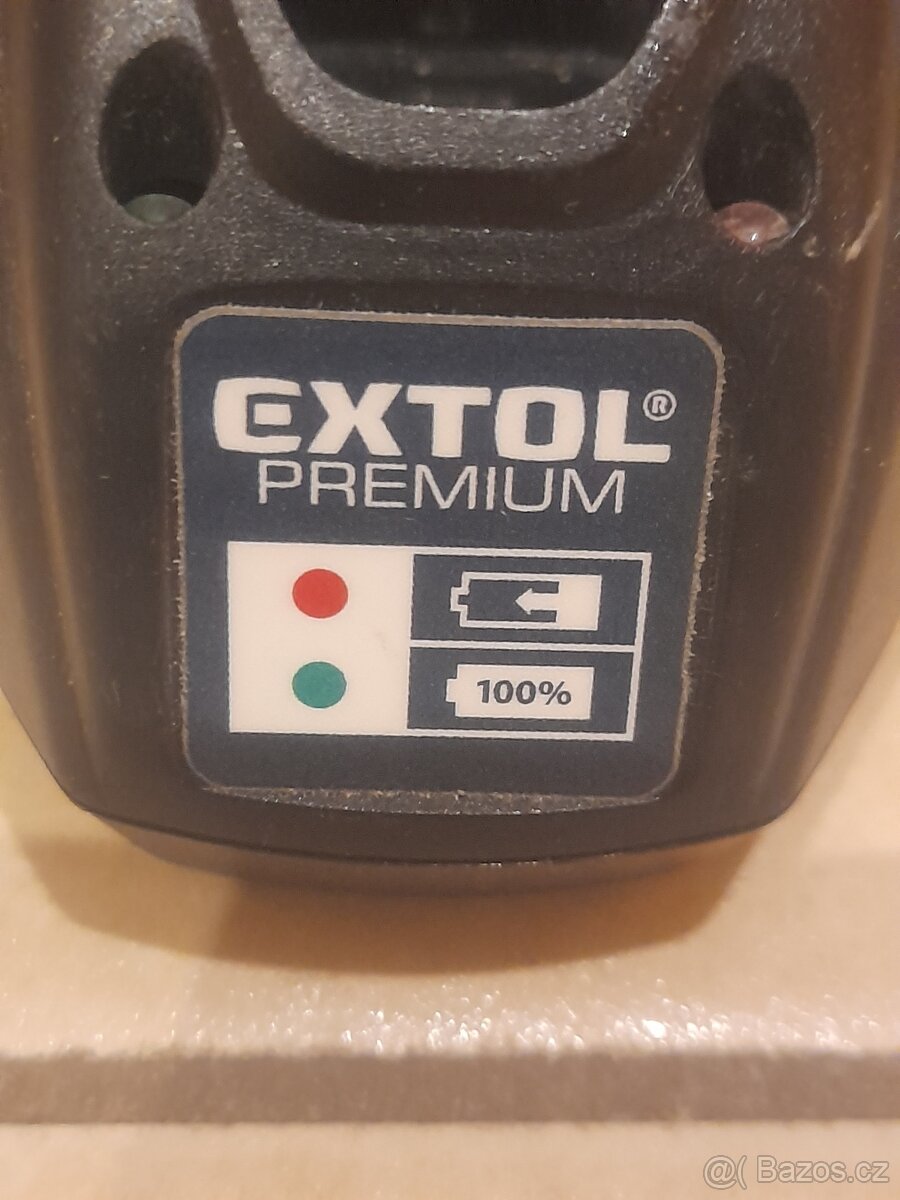 EXTOL®
PREMIUM
100%
@( Bazos.cz